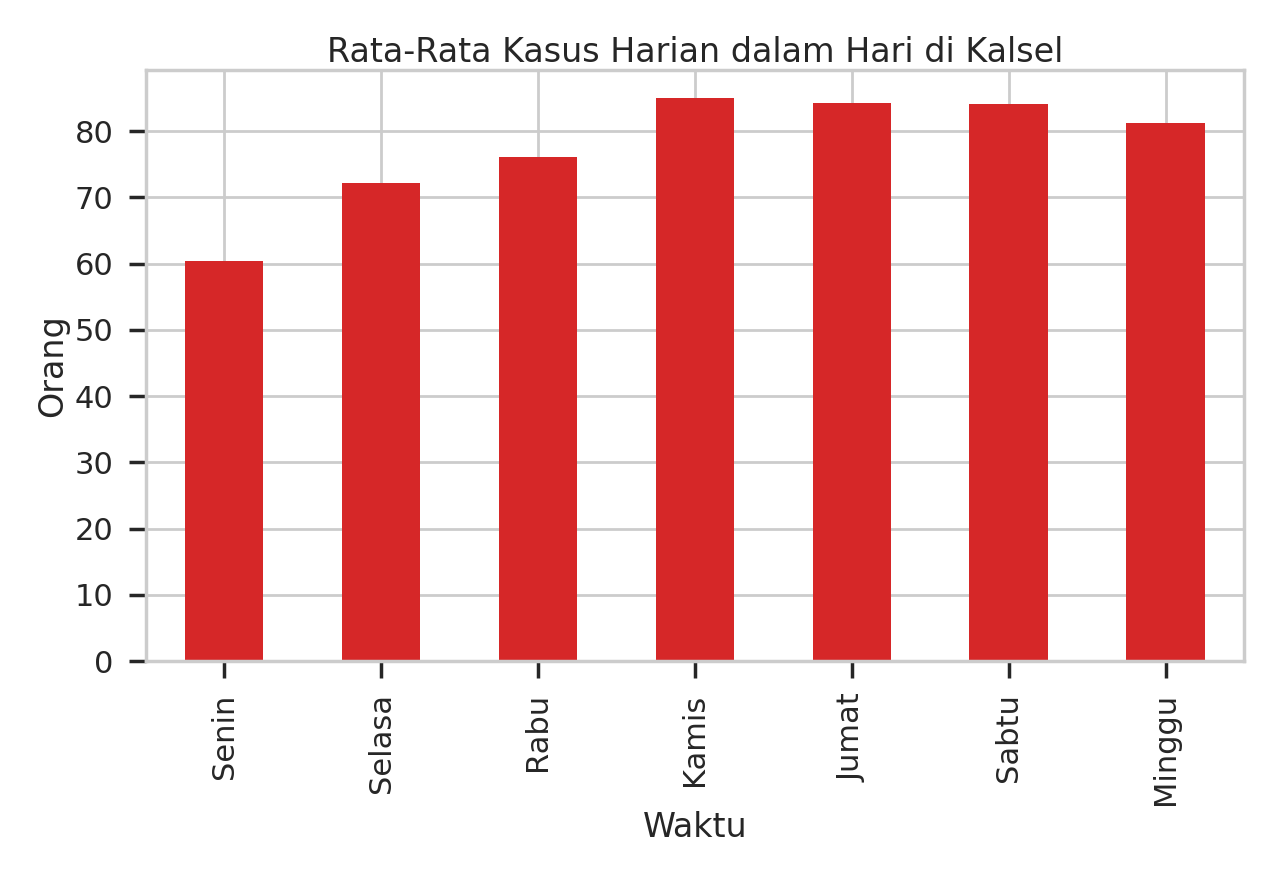 Rata-Rata Kasus Harian dalam Hari di Kalsel
Orang
80
70
60
50
40
30
20
10
0
Senin
Selasa
Rabu
Kamis
Jumat
Sabtu
Minggu
Waktu